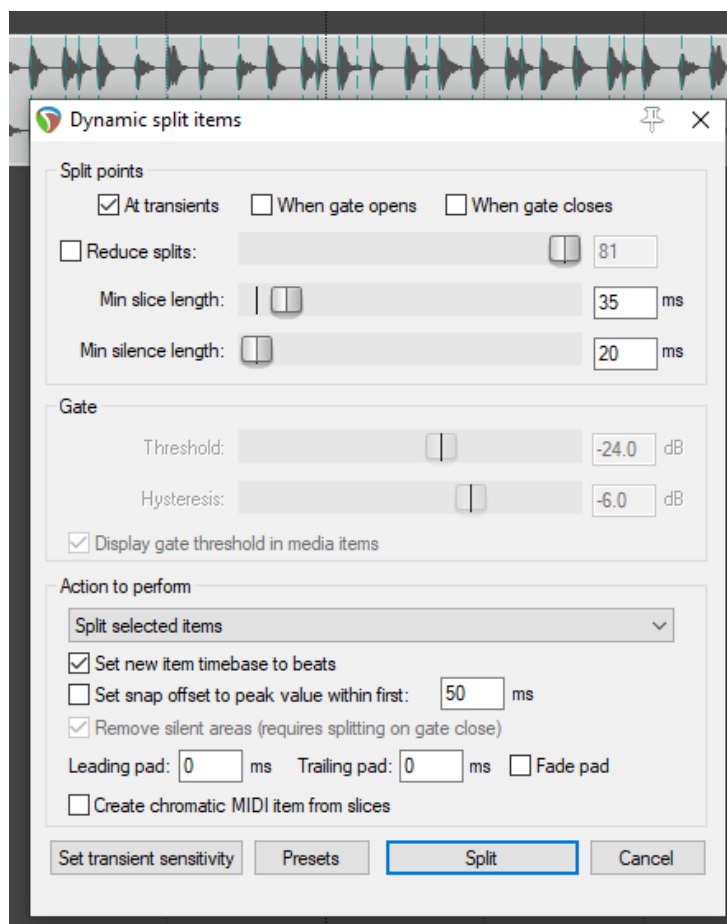 Dynamic split items
Split points
At transients When gate opens When gate closes
Reduce splits: 81
Min slice length: 35 ms
Min silence length: 20 ms
Gate
Threshold: -24.0 dB
Hysteresis: -6.0 dB
Display gate threshold in media items
Action to perform
Split selected items
Set new item timebase to beats
Set snap offset to peak value within first: 50 ms
Remove silent areas (requires splitting on gate close)
Leading pad: 0 ms Trailing pad: 0 ms Fade pad
Create chromatic MIDI item from slices
Set transient sensitivity Presets Split Cancel